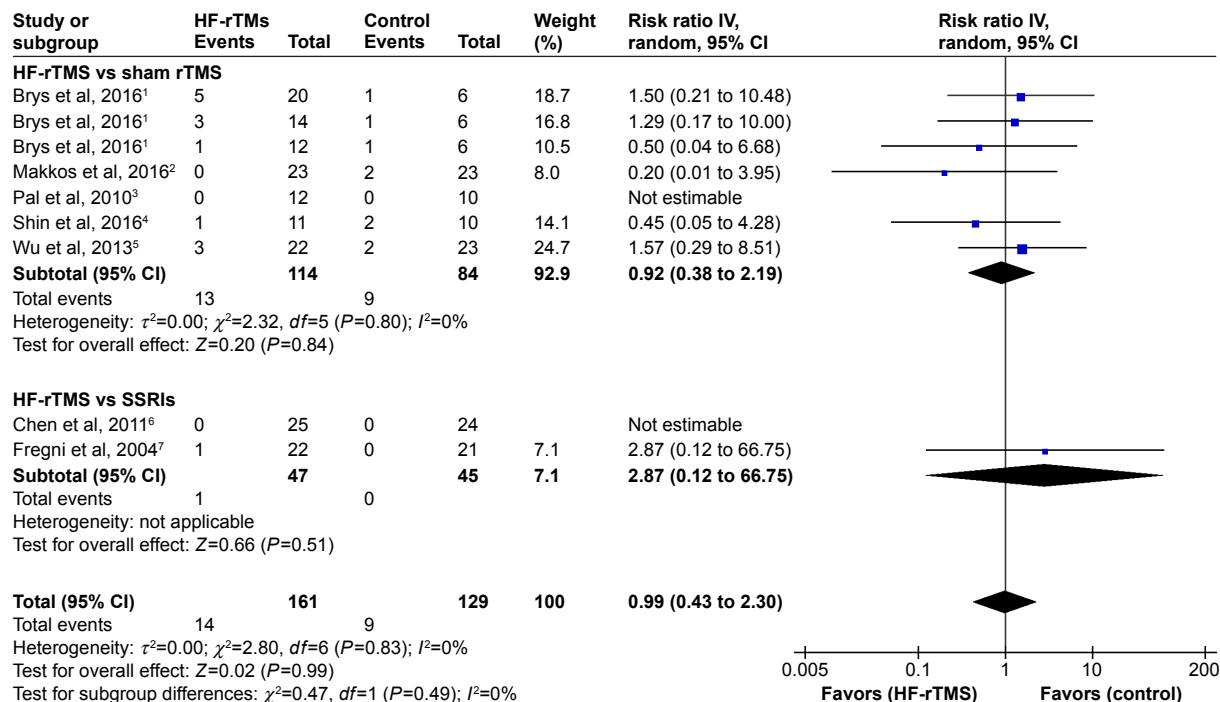 Study or subgroup HF-rTMs Events Total Control Events Total Weight (%) Risk ratio IV, random, 95% CI Risk ratio IV, random, 95% CI
HF-rTMS vs sham rTMS
Brys et al, 2016¹ 5 20 1 6 18.7 1.50 (0.21 to 10.48)
Brys et al, 2016¹ 3 14 1 6 16.8 1.29 (0.17 to 10.00)
Brys et al, 2016¹ 1 12 1 6 10.5 0.50 (0.04 to 6.68)
Makkos et al, 2016² 0 23 2 23 8.0 0.20 (0.01 to 3.95)
Pal et al, 2010³ 0 12 0 10 Not estimable
Shin et al, 2016⁴ 1 11 2 10 14.1 0.45 (0.05 to 4.28)
Wu et al, 2013⁵ 3 22 2 23 24.7 1.57 (0.29 to 8.51)
Subtotal (95% CI) 114 84 92.9 0.92 (0.38 to 2.19)
Total events 13 9
Heterogeneity: τ²=0.00; χ²=2.32, df=5 (P=0.80); I²=0%
Test for overall effect: Z=0.20 (P=0.84)
HF-rTMS vs SSRIs
Chen et al, 2011⁶ 0 25 0 24 Not estimable
Fregni et al, 2004⁷ 1 22 0 21 7.1 2.87 (0.12 to 66.75)
Subtotal (95% CI) 47 45 7.1 2.87 (0.12 to 66.75)
Total events 1 0
Heterogeneity: not applicable
Test for overall effect: Z=0.66 (P=0.51)
Total (95% CI) 161 129 100 0.99 (0.43 to 2.30)
Total events 14 9
Heterogeneity: τ²=0.00; χ²=2.80, df=6 (P=0.83); I²=0%
Test for overall effect: Z=0.02 (P=0.99)
Test for subgroup differences: χ²=0.47, df=1 (P=0.49); I²=0%
0.005 0.1 1 10 200
Favors (HF-rTMS) Favors (control)